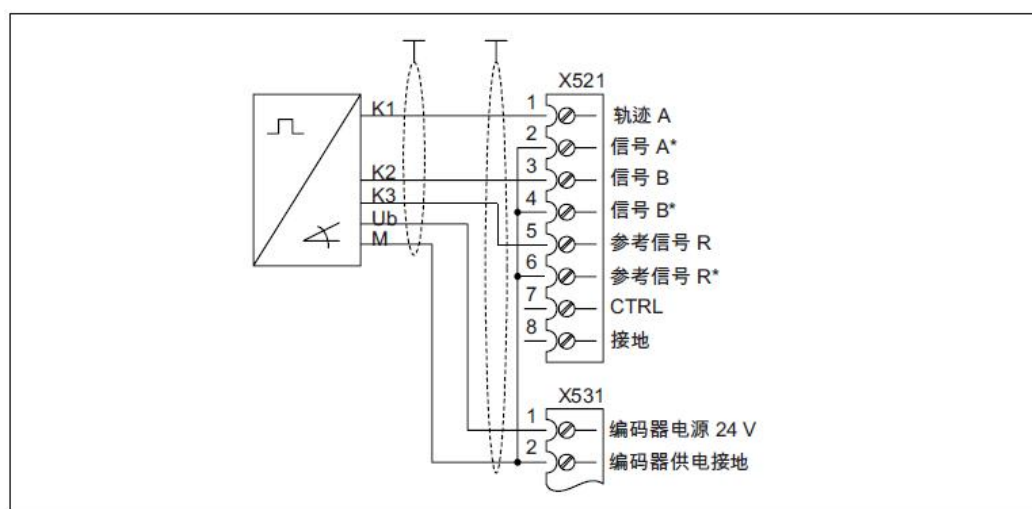 K1
K2
K3
Ub
M
X521
1 轨迹 A
2 信号 A*
3 信号 B
4 信号 B*
5 参考信号 R
6 参考信号 R*
7 CTRL
8 接地
X531
1 编码器电源 24 V
2 编码器供电接地